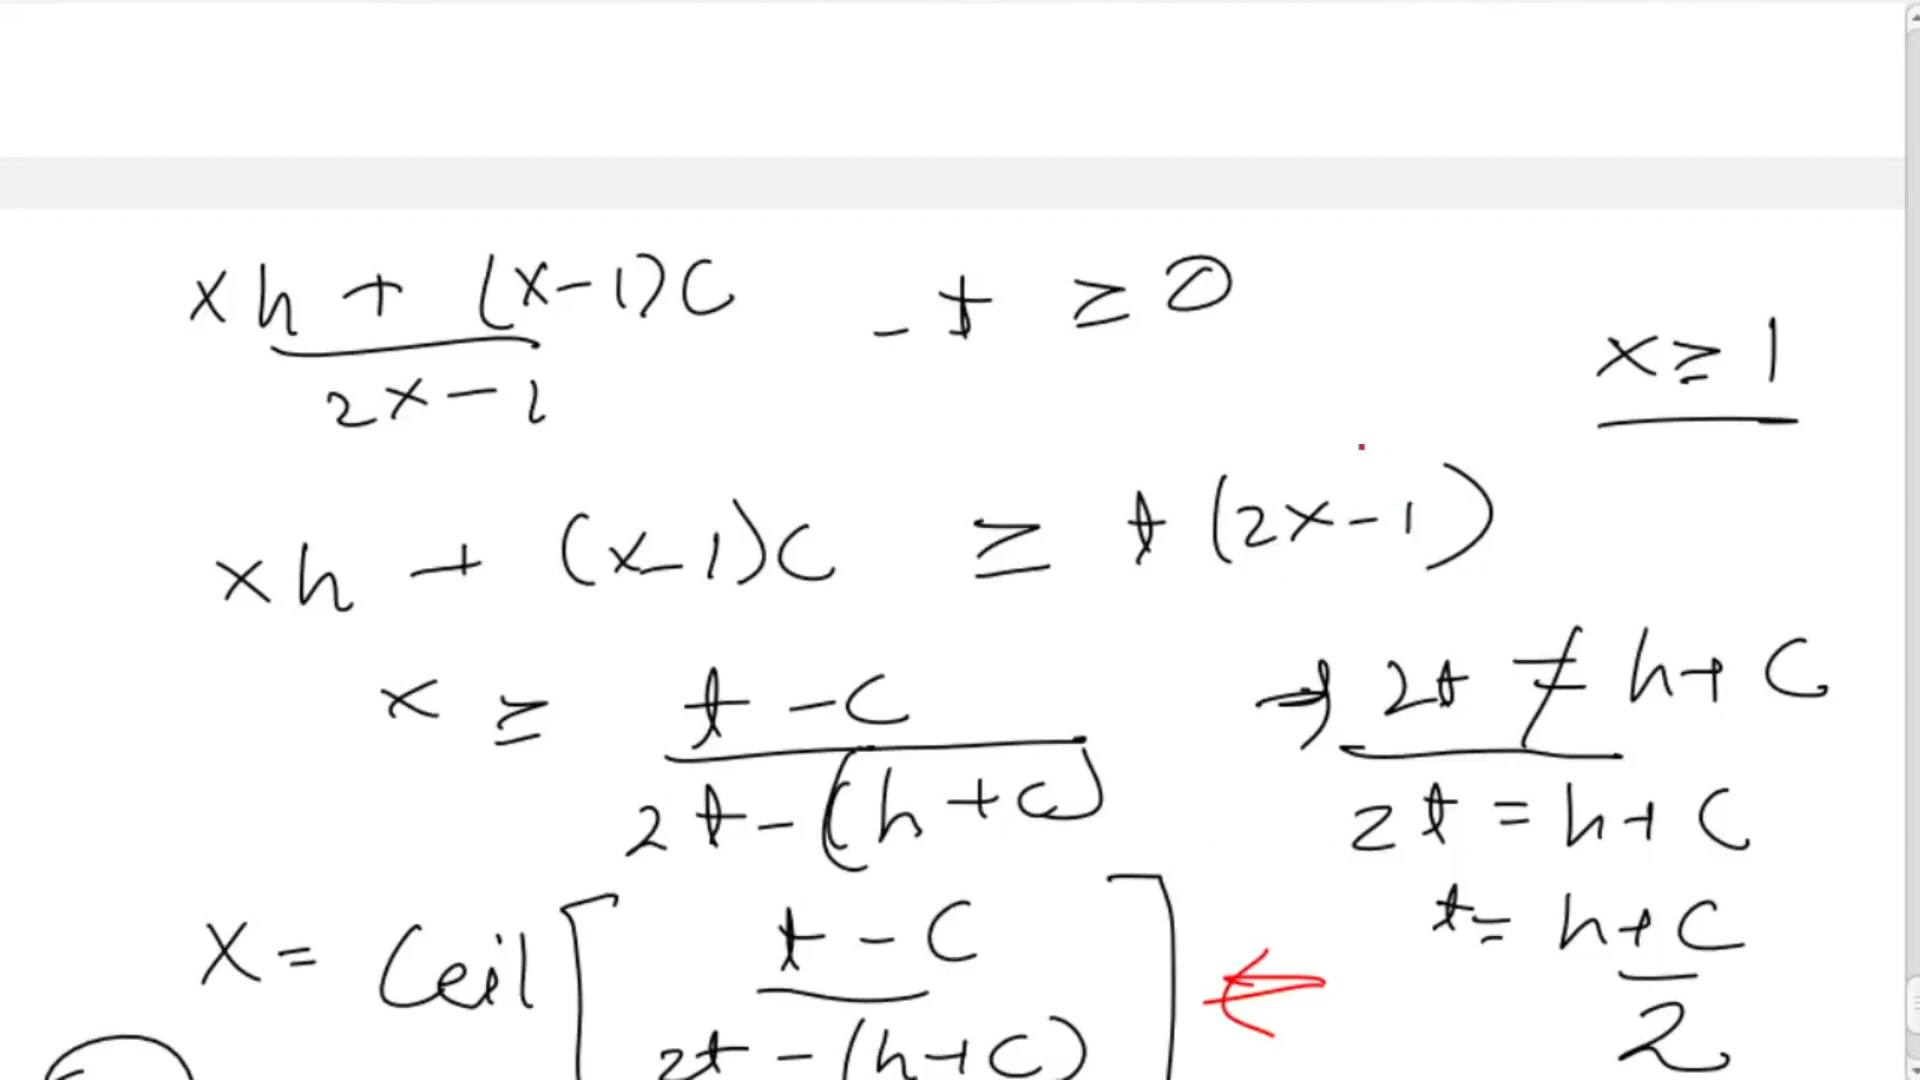 xh + (x-1)c - t ≥ 0
2x - 1
x ≥ 1
xh + (x-1)c ≥ t (2x-1)
x ≥ t - c
2t - (h+c)
→ 2t ≠ h+c
2t = h+c
t = h+c
2
x = Ceil [ t - c
2t - (h+c) ]